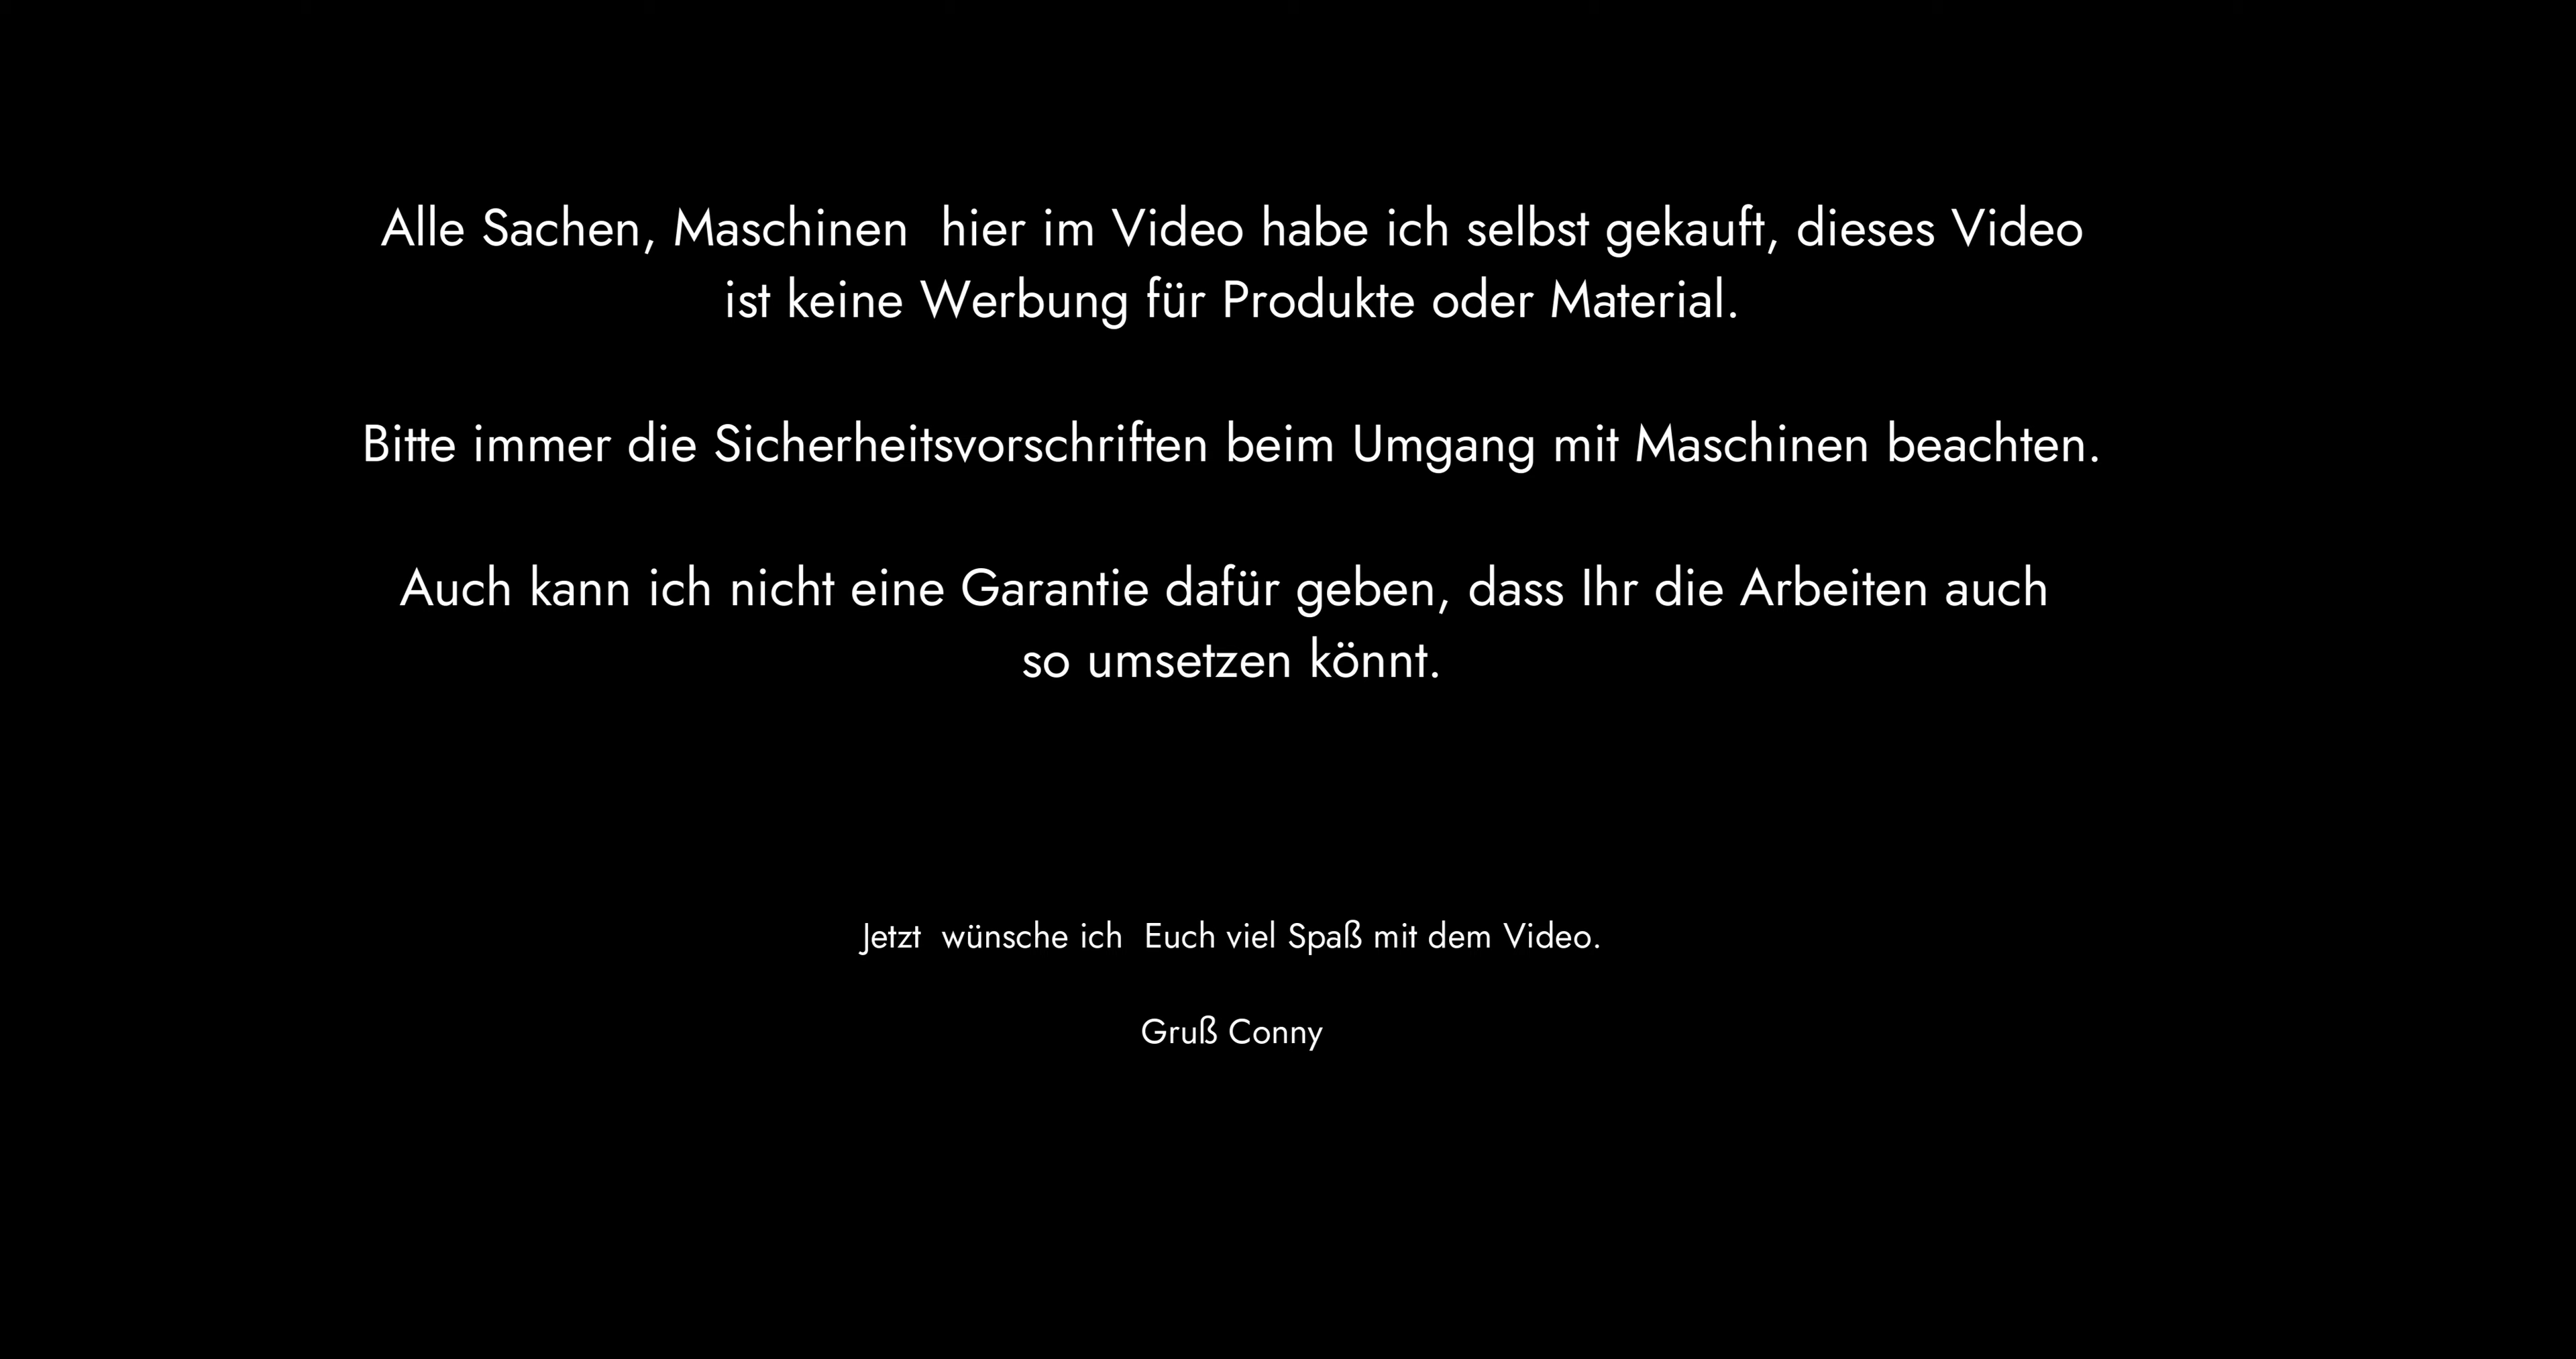 Alle Sachen, Maschinen  hier im Video habe ich selbst gekauft, dieses Video
ist keine Werbung für Produkte oder Material.
Bitte immer die Sicherheitsvorschriften beim Umgang mit Maschinen beachten.
Auch kann ich nicht eine Garantie dafür geben, dass Ihr die Arbeiten auch
so umsetzen könnt.
Jetzt  wünsche ich  Euch viel Spaß mit dem Video.
Gruß Conny